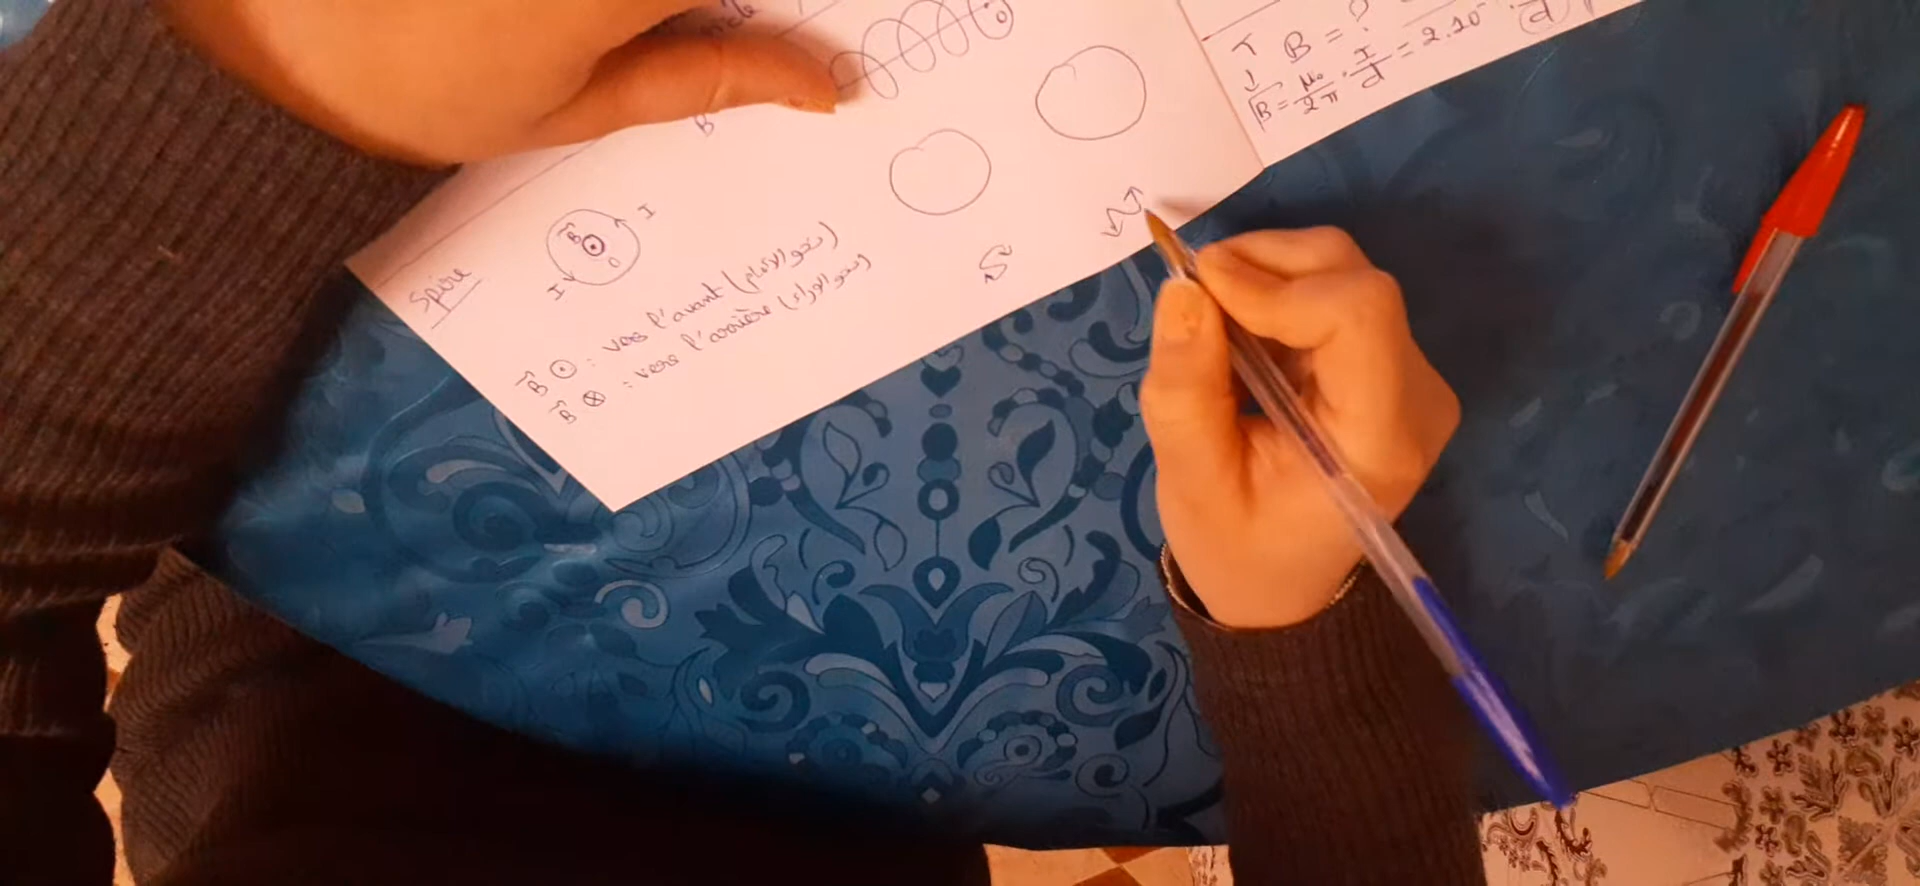 B
Spire
I
B⃗
O
I
B⃗ ⊙ : vers l'avant (نحو الأمام)
B⃗ ⊗ : vers l'arrière (نحو الوراء)
S
N
B = ?
B = μ₀/2π · I/d = 2.10⁻ · /d